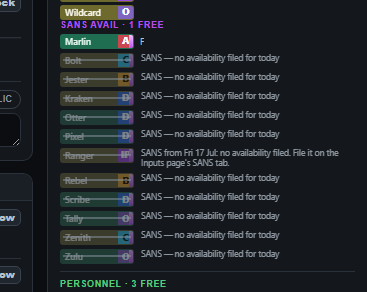 ock
Wildcard O
SANS AVAIL · 1 FREE
Marlin A F
Bolt C SANS — no availability filed for today
Jester SANS — no availability filed for today
Kraken D SANS — no availability filed for today
Otter D SANS — no availability filed for today
Pixel D SANS — no availability filed for today
LIC
Ranger SANS from Fri 17 Jul: no availability filed. File it on the
Inputs page's SANS tab.
Rebel SANS — no availability filed for today
Scribe D SANS — no availability filed for today
ow
Tally O SANS — no availability filed for today
Zenith C SANS — no availability filed for today
Zulu SANS — no availability filed for today
ow
PERSONNEL · 3 FREE